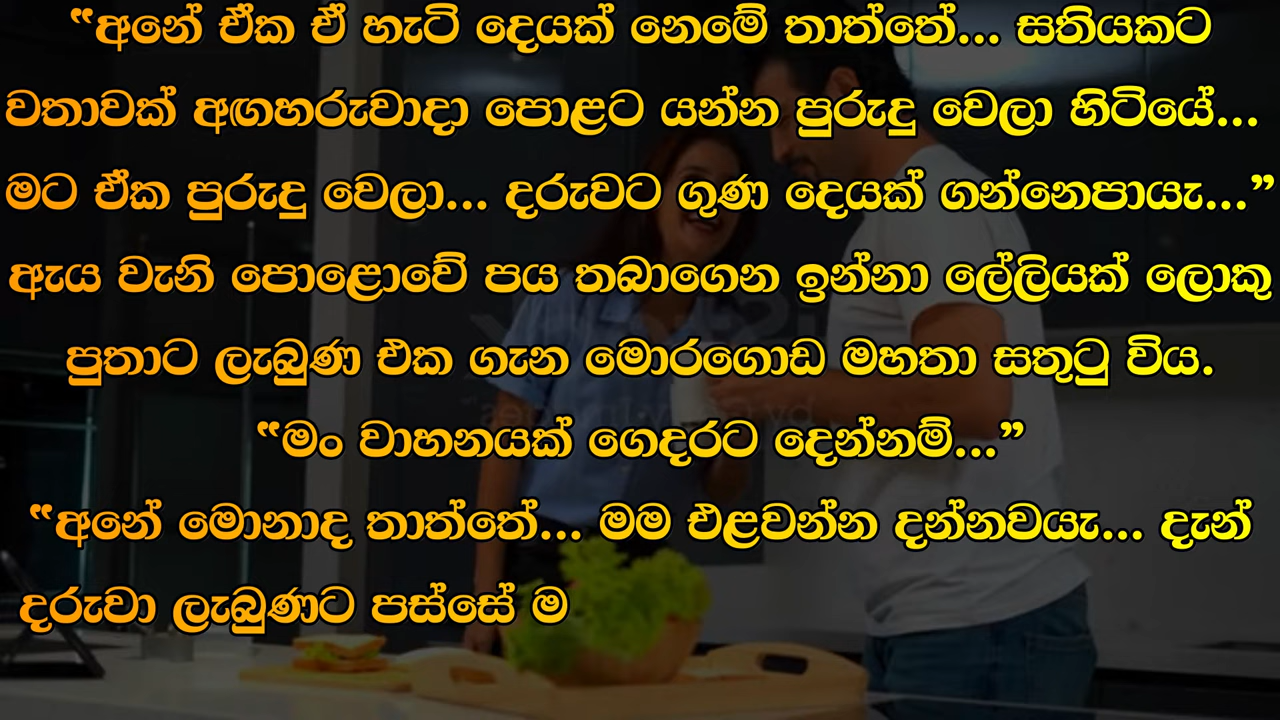 “අනේ ඒක ඒ හැටි දෙයක් නෙමේ තාත්තේ... සතියකට
වතාවක් අඟහරුවාදා පොළට යන්න පුරුදු වෙලා හිටියේ...
මට ඒක පුරුදු වෙලා... දරුවට ගුණ දෙයක් ගන්නෙපායැ...”
ඇය වැනි පොළොවේ පය තබාගෙන ඉන්නා ලේලියක් ලොකු
පුතාට ලැබුණ එක ගැන මොරගොඩ මහතා සතුටු විය.
“මං වාහනයක් ගෙදරට දෙන්නම්...”
“අනේ මොනාද තාත්තේ... මම එළවන්න දන්නවයැ... දැන්
දරුවා ලැබුණට පස්සේ ම